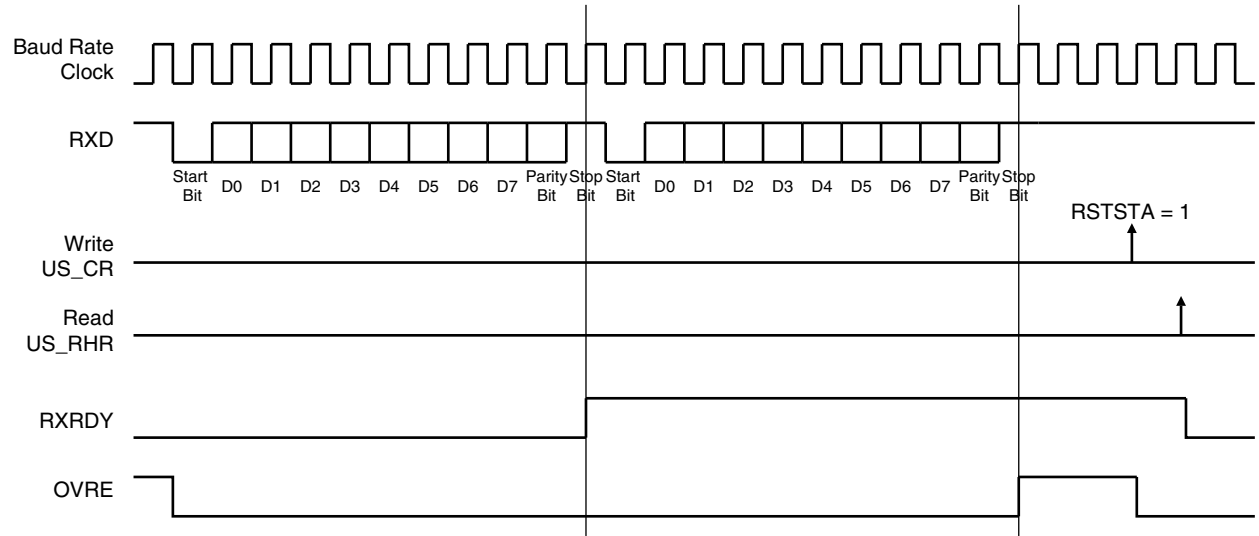 Baud Rate
Clock
RXD
Start
Bit
D0
D1
D2
D3
D4
D5
D6
D7
Parity
Bit
Stop
Bit
Start
Bit
D0
D1
D2
D3
D4
D5
D6
D7
Parity
Bit
Stop
Bit
RSTSTA = 1
Write
US_CR
Read
US_RHR
RXRDY
OVRE